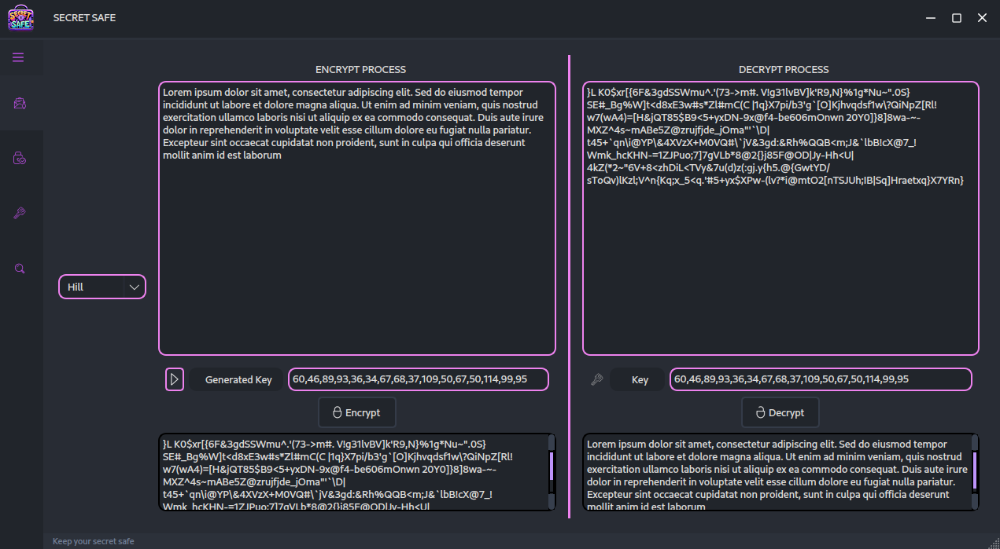 SECRET SAFE!
SECRET SAFE
ENCRYPT PROCESS
Lorem ipsum dolor sit amet, consectetur adipiscing elit. Sed do eiusmod tempor
incididunt ut labore et dolore magna aliqua. Ut enim ad minim veniam, quis nostrud
exercitation ullamco laboris nisi ut aliquip ex ea commodo consequat. Duis aute irure
dolor in reprehenderit in voluptate velit esse cillum dolore eu fugiat nulla pariatur.
Excepteur sint occaecat cupidatat non proident, sunt in culpa qui officia deserunt
mollit anim id est laborum
DECRYPT PROCESS
}L K0$xr[{6F&3gdSSWmu^.'(73->m#. V!g31lvBV]k'R9,N}%1g*Nu~".0S}
SE#_Bg%W]t<d8xE3w#s*Zl#mC(C |1q}X7pi/b3'g`[O]Kjhvqdsf1w\?QiNpZ[Rl!
w7(wA4)=[H&jQT85$B9<5+yxDN-9x@f4-be606mOnwn 20Y0]}8]8wa-~-
MXZ^4s~mABe5Z@zrujfjde_jOma"'`\D|
t45+`qn\i@YP\&4XVzX+M0VQ#\`jV&3gd:&Rh%QQB<m;J&`lbB!cX@7_!
Wmk_hcKHN-=1ZJPuo;7]7gVLb*8@2{}j85F@OD|Jy-Hh<U|
4kZ(*2~"6V+8<zhDiL<TVy&7u(d)z(:gj.y{h5.@{GwtYD/
sToQv)lKzl;V^n{Kq;x_5<q.'#5+yx$XPw-(lv?*i@mtO2[nTSJUh;IB|Sq]Hraetxq}X7YRn}
Hill
Generated Key
60,46,89,93,36,34,67,68,37,109,50,67,50,114,99,95
Key
60,46,89,93,36,34,67,68,37,109,50,67,50,114,99,95
Encrypt
Decrypt
}L K0$xr[{6F&3gdSSWmu^.'(73->m#. V!g31lvBV]k'R9,N}%1g*Nu~".0S}
SE#_Bg%W]t<d8xE3w#s*Zl#mC(C |1q}X7pi/b3'g`[O]Kjhvqdsf1w\?QiNpZ[Rl!
w7(wA4)=[H&jQT85$B9<5+yxDN-9x@f4-be606mOnwn 20Y0]}8]8wa-~-
MXZ^4s~mABe5Z@zrujfjde_jOma"'`\D|
t45+`qn\i@YP\&4XVzX+M0VQ#\`jV&3gd:&Rh%QQB<m;J&`lbB!cX@7_!
Wmk_hcKHN-=1ZJPuo;7]7gVLb*8@2{}j85F@OD|Jy-Hh<U|
Lorem ipsum dolor sit amet, consectetur adipiscing elit. Sed do eiusmod tempor
incididunt ut labore et dolore magna aliqua. Ut enim ad minim veniam, quis nostrud
exercitation ullamco laboris nisi ut aliquip ex ea commodo consequat. Duis aute irure
dolor in reprehenderit in voluptate velit esse cillum dolore eu fugiat nulla pariatur.
Excepteur sint occaecat cupidatat non proident, sunt in culpa qui officia deserunt
mollit anim id est laborum
Keep your secret safe